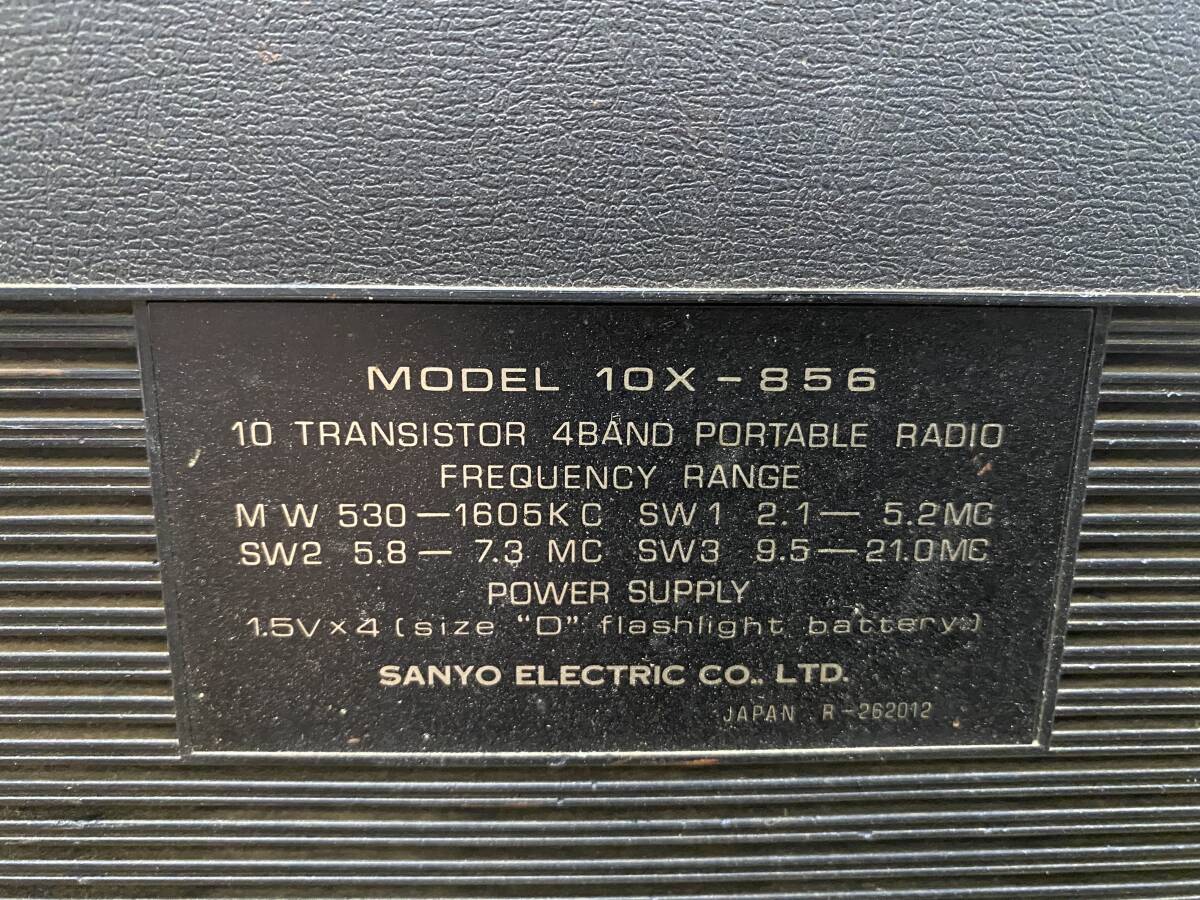 MODEL 10X-856
10 TRANSISTOR 4BAND PORTABLE RADIO
FREQUENCY RANGE
MW 530—1605KC SW1 2.1— 5.2MC
SW2 5.8— 7.3 MC SW3 9.5—21.0MC
POWER SUPPLY
1.5V×4 (size "D" flashlight battery.)
SANYO ELECTRIC CO., LTD.
JAPAN R-262012